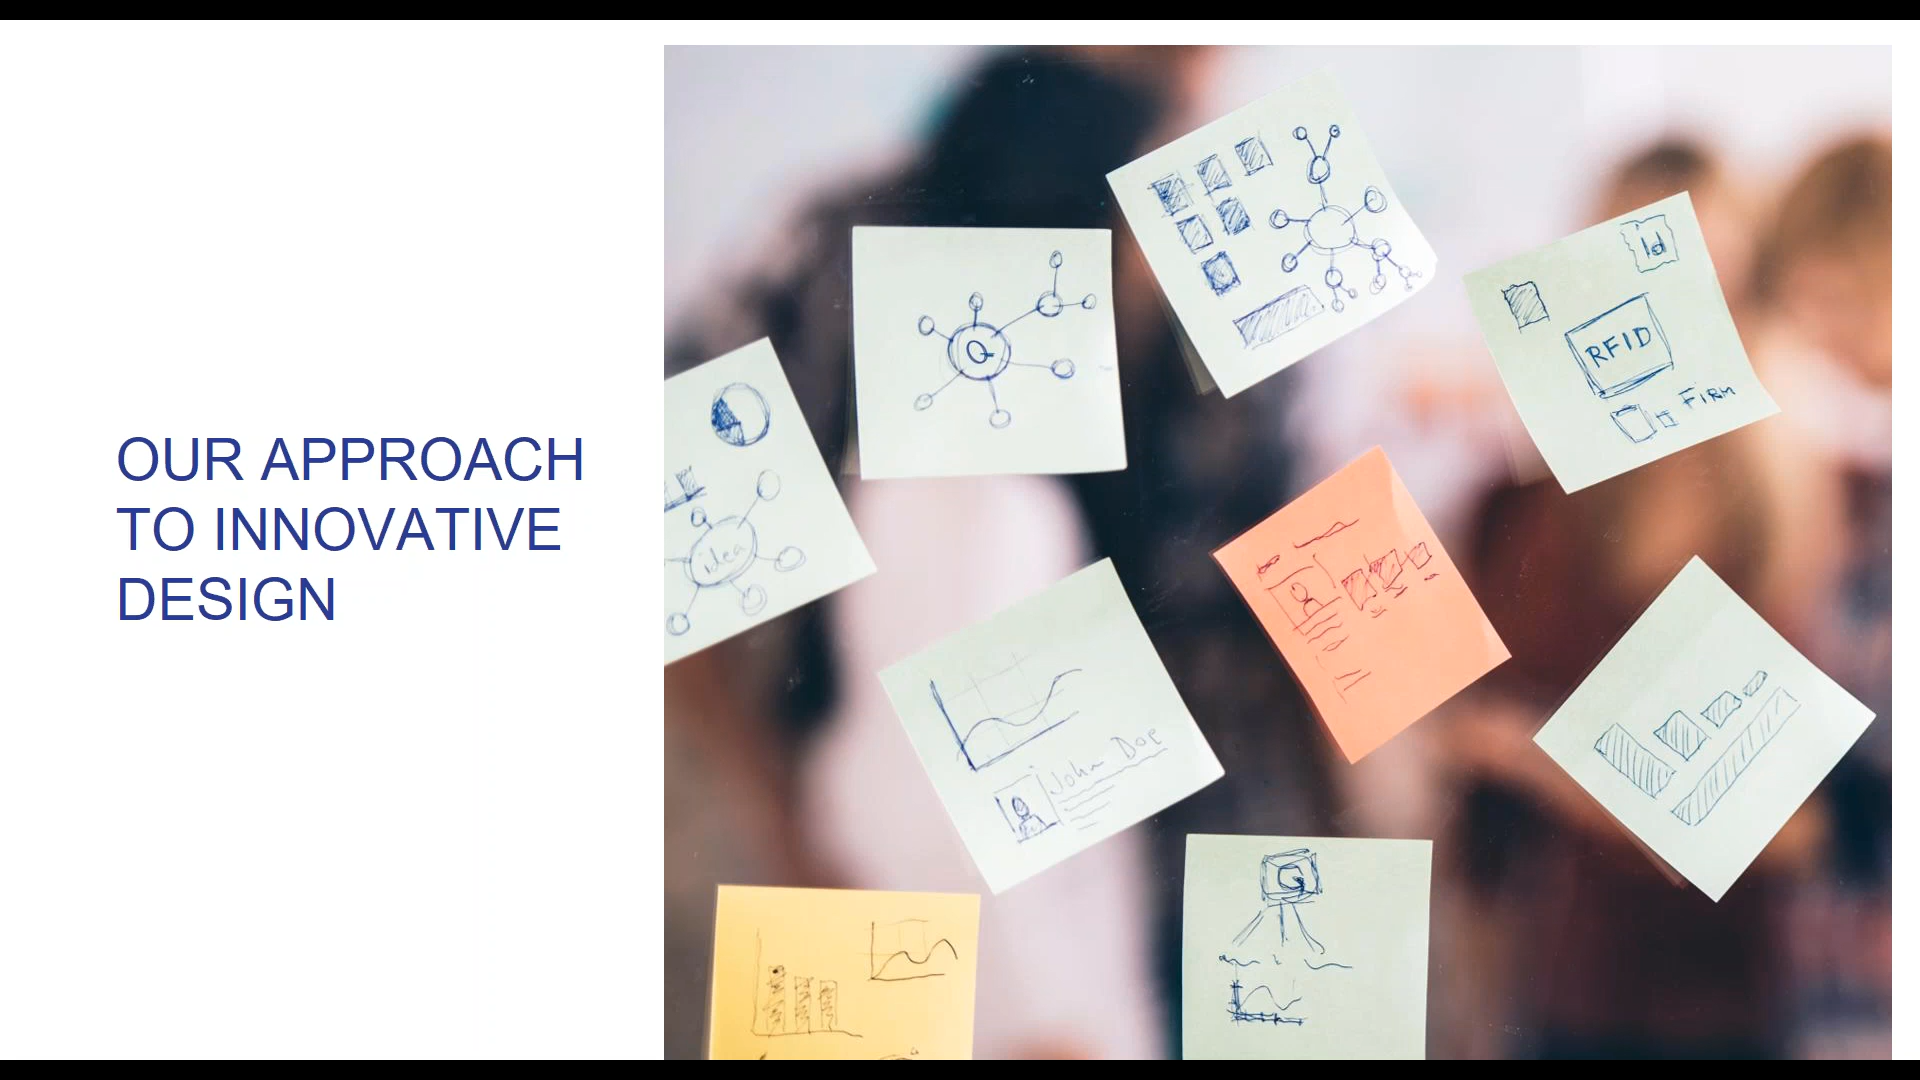 OUR APPROACH
TO INNOVATIVE
DESIGN
Q
Id
RFID
FIRM
idea
John Doe
Q